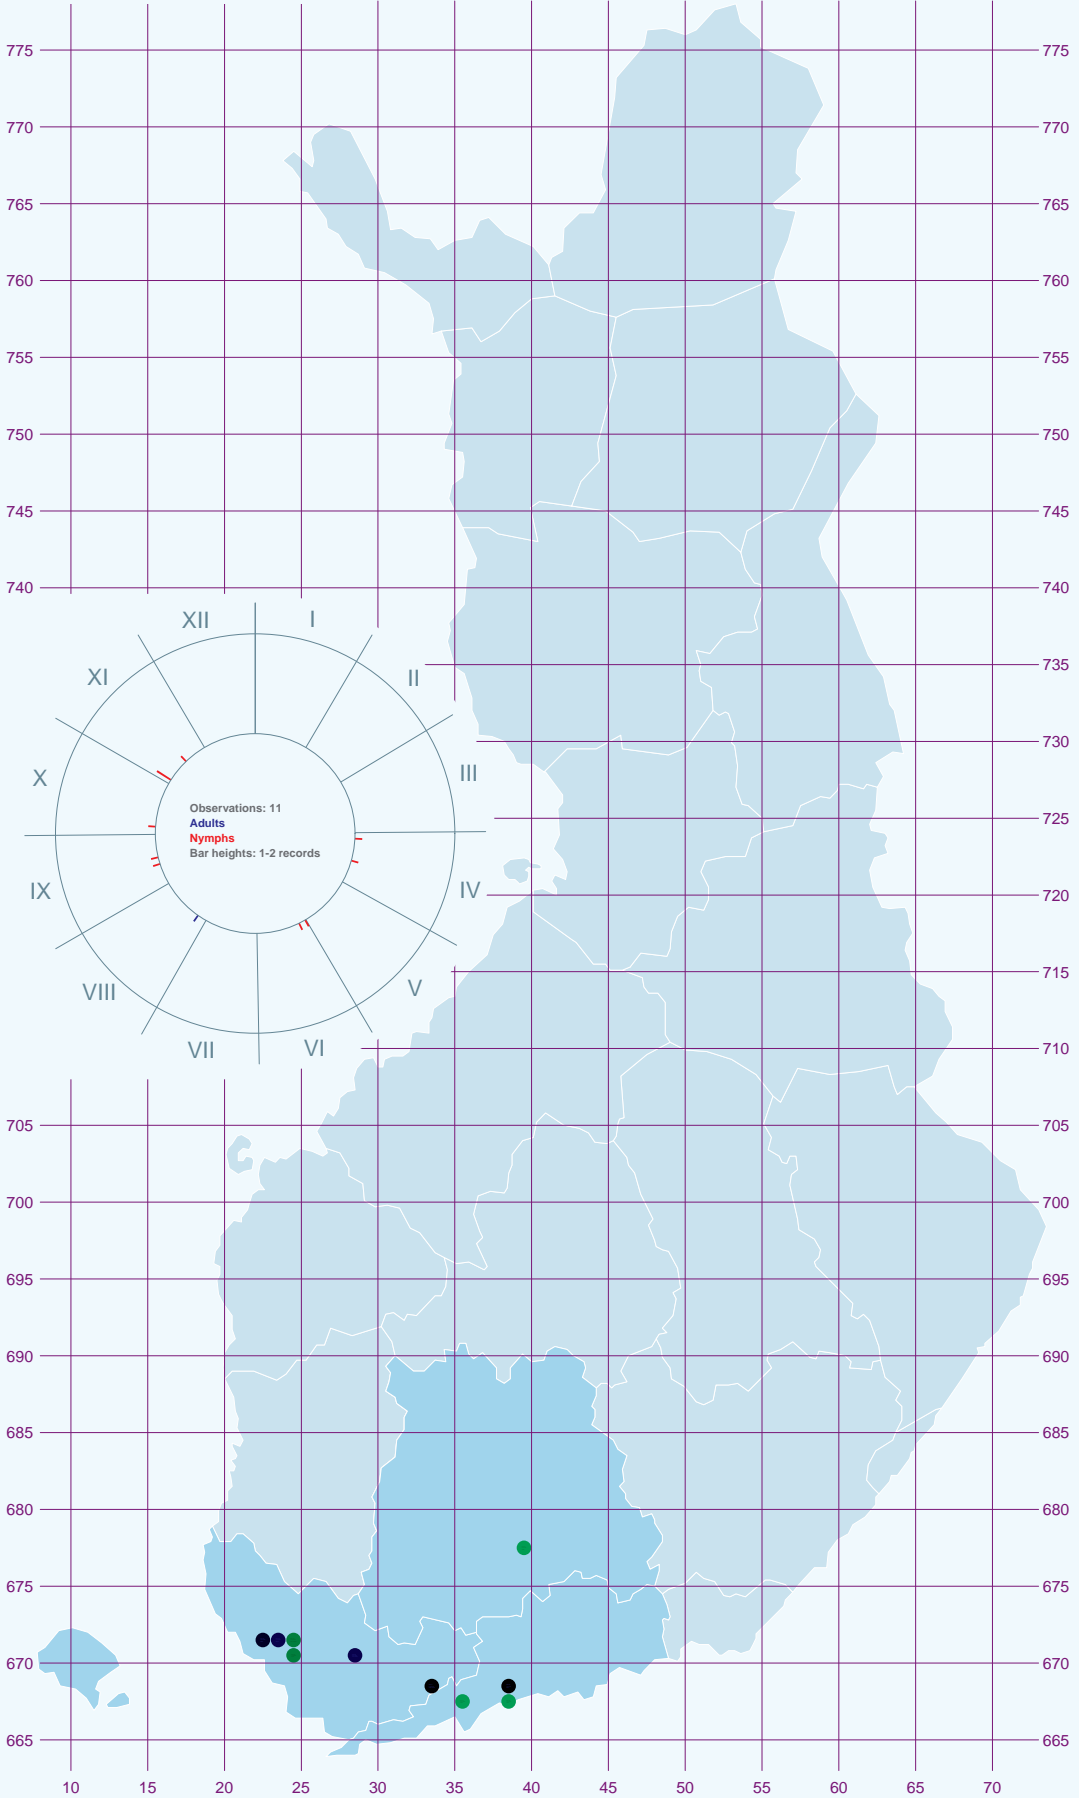 775 775
770 770
765 765
760 760
755 755
750 750
745 745
740 740
XII I
XI II
735
730
X III
Observations: 11
Adults
725
Nymphs
Bar heights: 1-2 records
IX IV
720
715
VIII V
VII VI
710
705 705
700 700
695 695
690 690
685 685
680 680
675 675
670 670
665 665
10 15 20 25 30 35 40 45 50 55 60 65 70